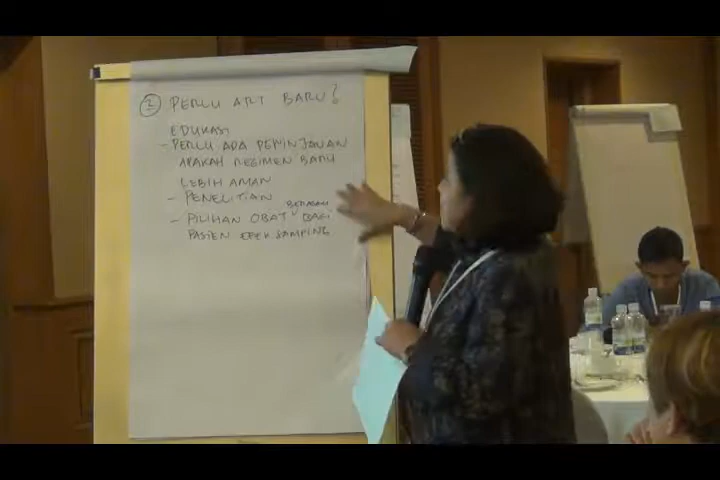 2 PERLU ART BARU?
EDUKASI
- PERLU ADA PENINJAUAN
APAKAH REGIMEN BARU
LEBIH AMAN
- PENELITIAN
- PILIHAN OBAT BERAGAM BAGI
PASIEN EFEK SAMPING